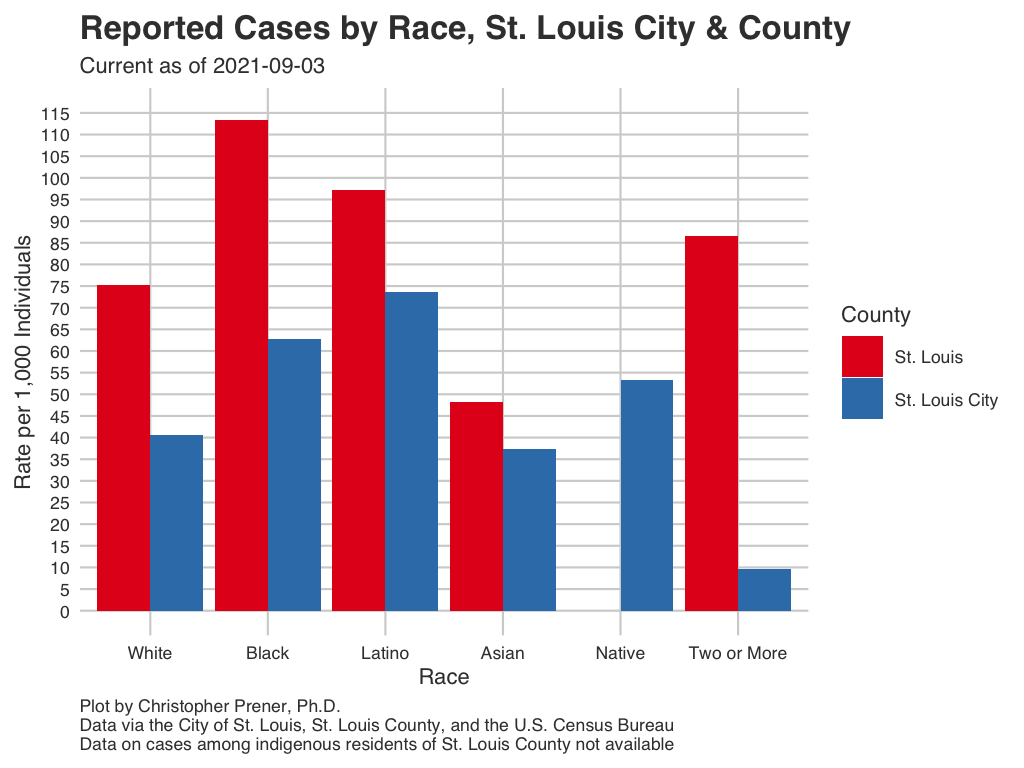 Reported Cases by Race, St. Louis City & County
Current as of 2021-09-03
Rate per 1,000 Individuals
115
110
105
100
95
90
85
80
75
70
65
60
55
50
45
40
35
30
25
20
15
10
5
0
White
Black
Latino
Asian
Native
Two or More
Race
County
St. Louis
St. Louis City
Plot by Christopher Prener, Ph.D.
Data via the City of St. Louis, St. Louis County, and the U.S. Census Bureau
Data on cases among indigenous residents of St. Louis County not available